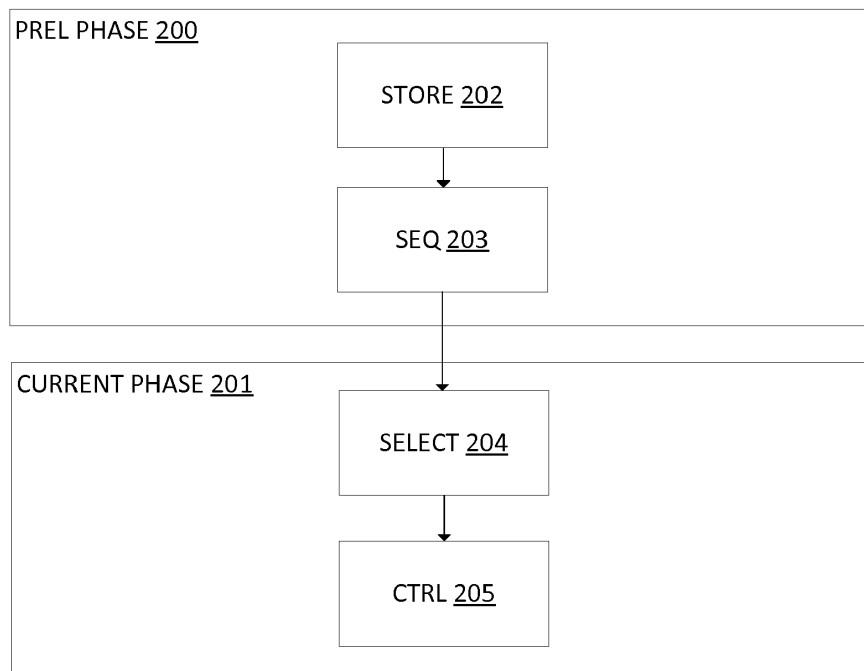 PREL PHASE 200
STORE 202
SEQ 203
CURRENT PHASE 201
SELECT 204
CTRL 205